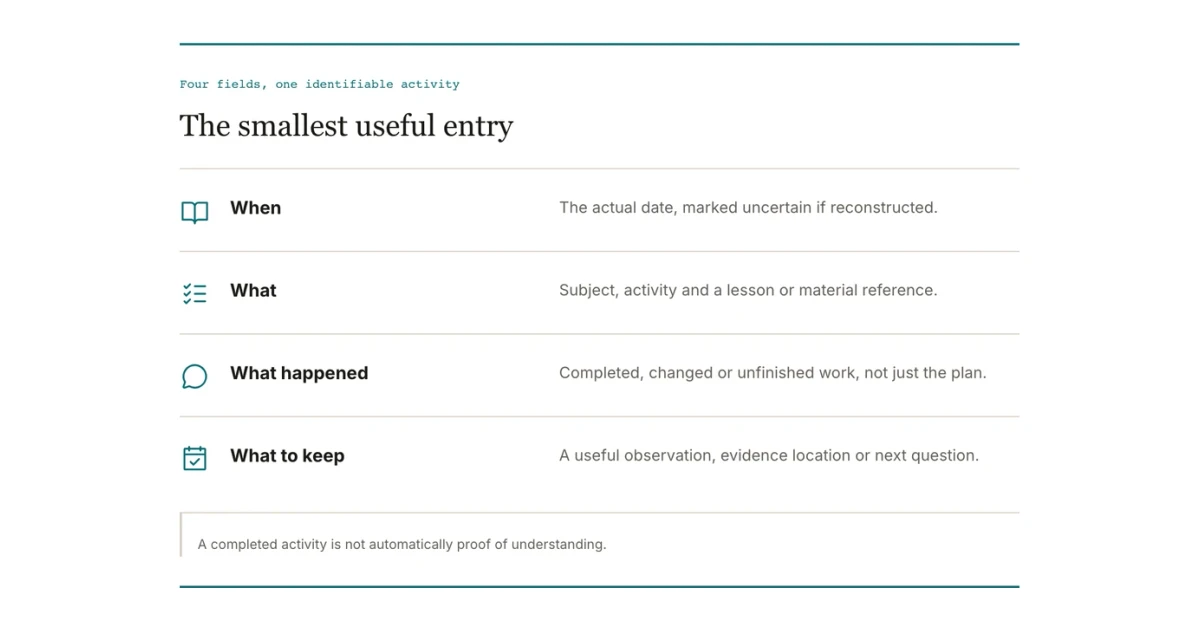 Four fields, one identifiable activity
The smallest useful entry
When
The actual date, marked uncertain if reconstructed.
What
Subject, activity and a lesson or material reference.
What happened
Completed, changed or unfinished work, not just the plan.
What to keep
A useful observation, evidence location or next question.
A completed activity is not automatically proof of understanding.